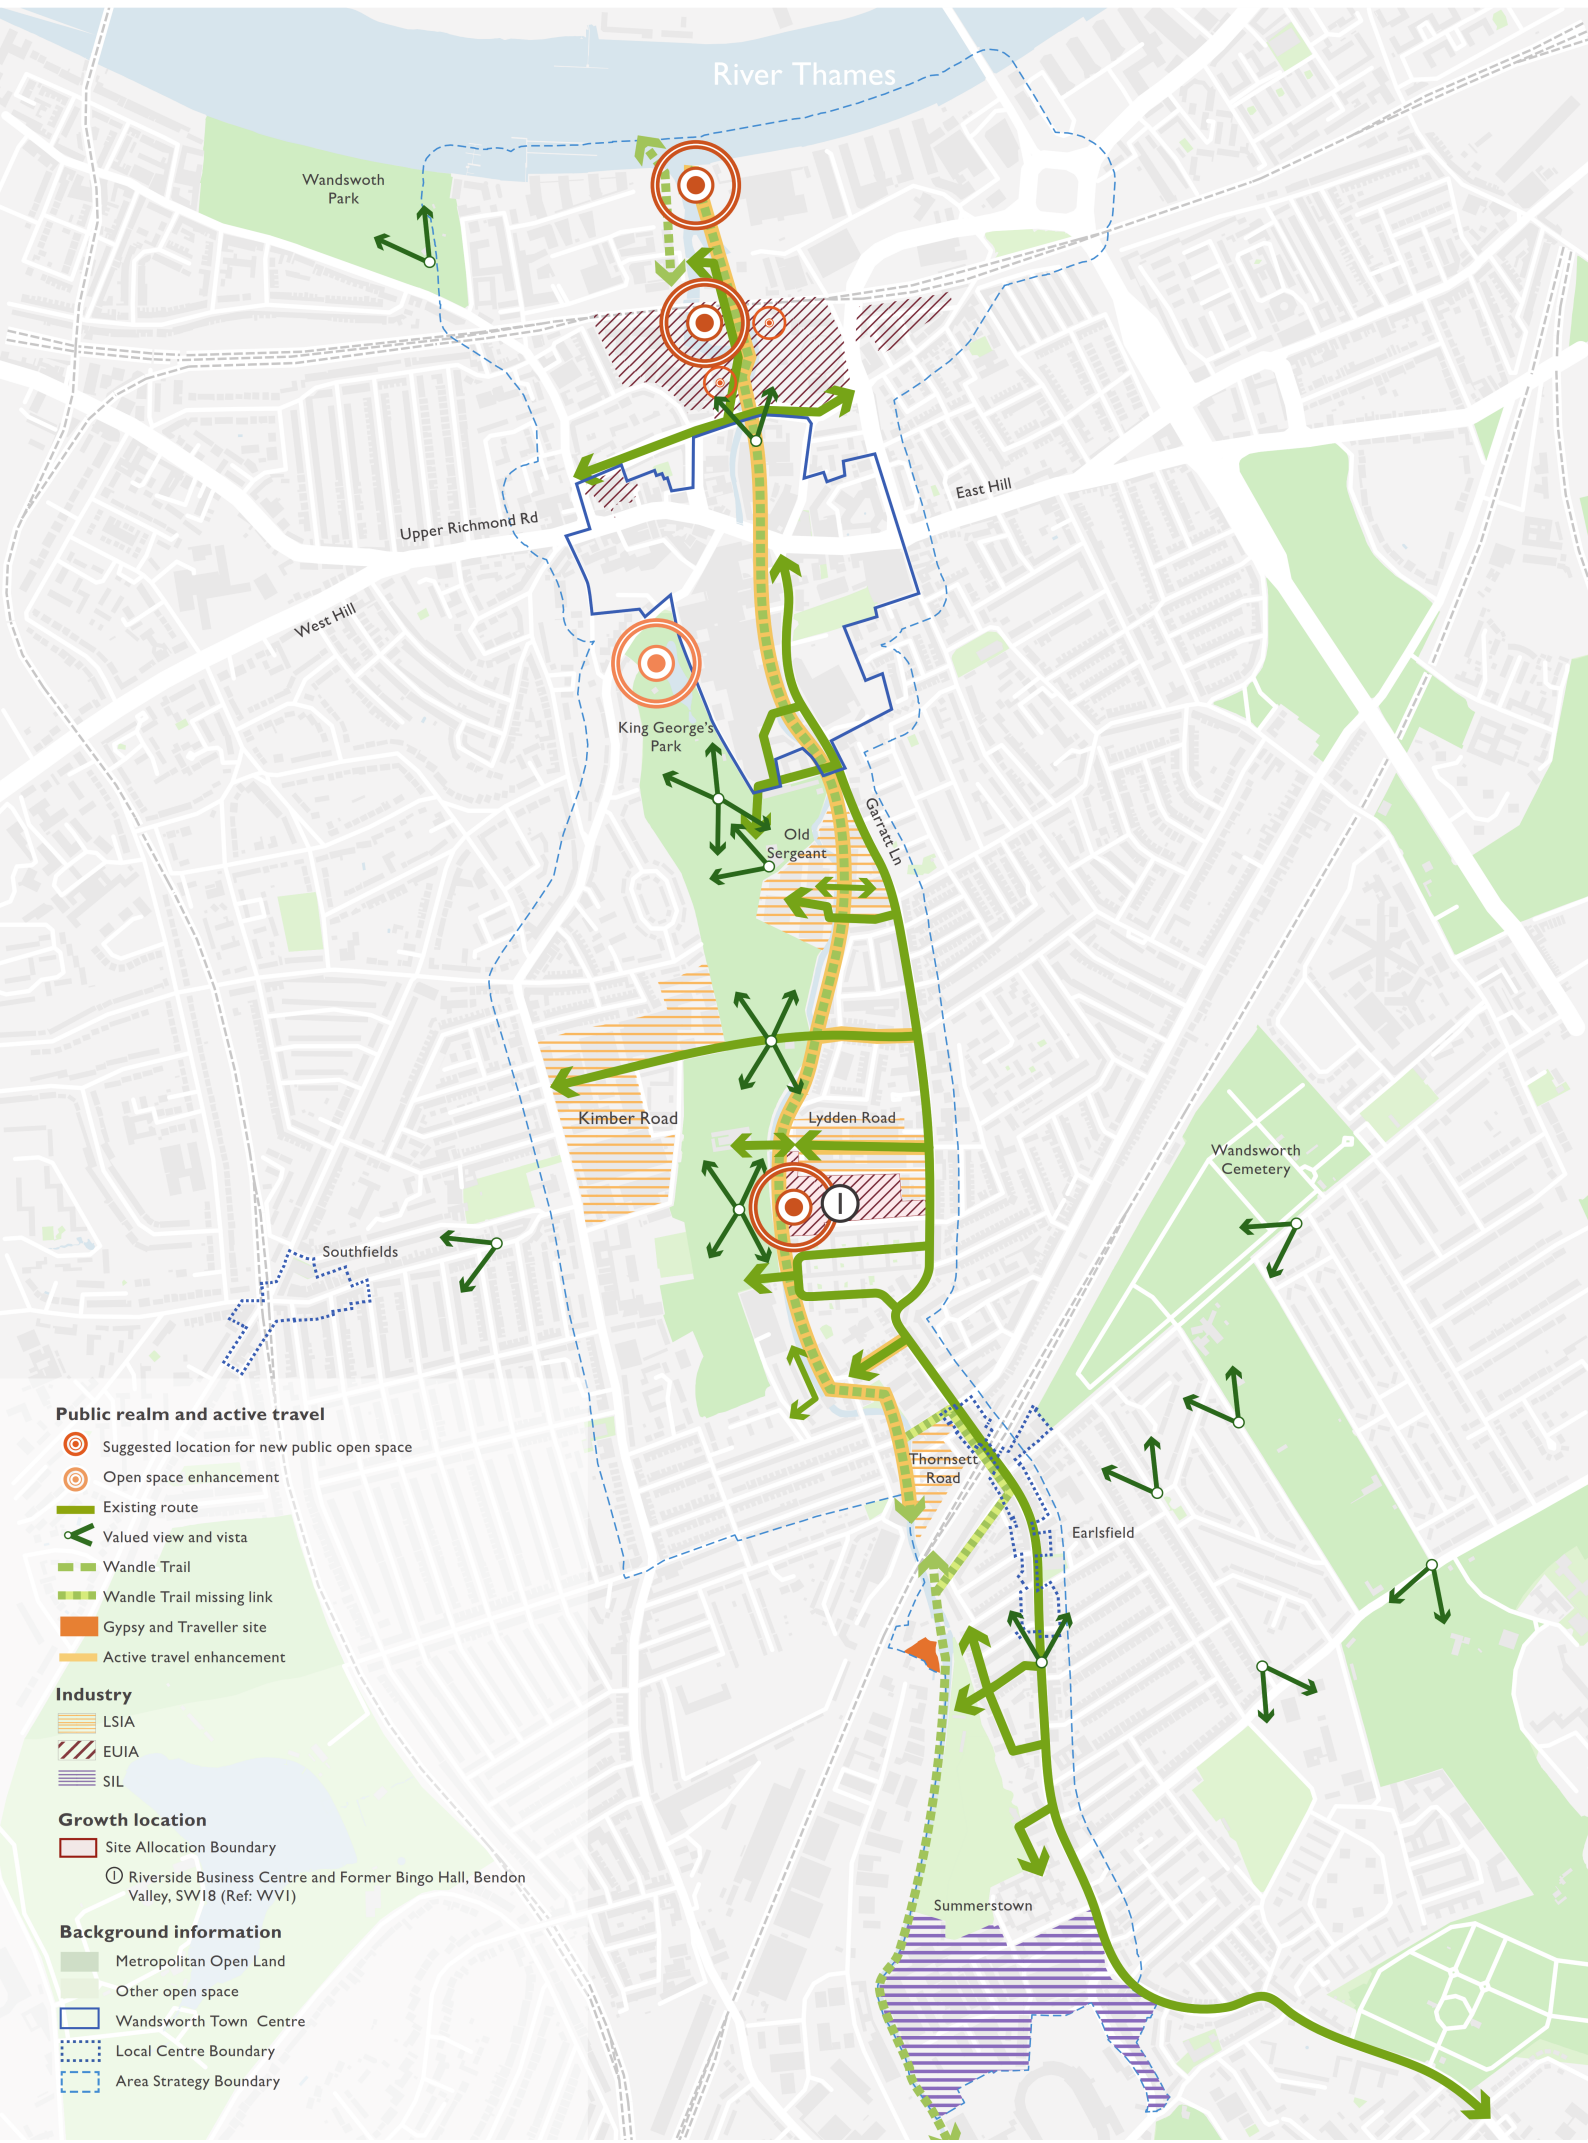 River Thames
Wandswoth
Park
East Hill
Upper Richmond Rd
West Hill
King George's
Park
Garratt Ln
Old
Sergeant
Kimber Road
Lydden Road
Wandsworth
Cemetery
I
Southfields
Thornsett
Road
Earlsfield
Summerstown
Public realm and active travel
Suggested location for new public open space
Open space enhancement
Existing route
Valued view and vista
Wandle Trail
Wandle Trail missing link
Gypsy and Traveller site
Active travel enhancement
Industry
LSIA
EUIA
SIL
Growth location
Site Allocation Boundary
I Riverside Business Centre and Former Bingo Hall, Bendon
Valley, SW18 (Ref: WV1)
Background information
Metropolitan Open Land
Other open space
Wandsworth Town Centre
Local Centre Boundary
Area Strategy Boundary